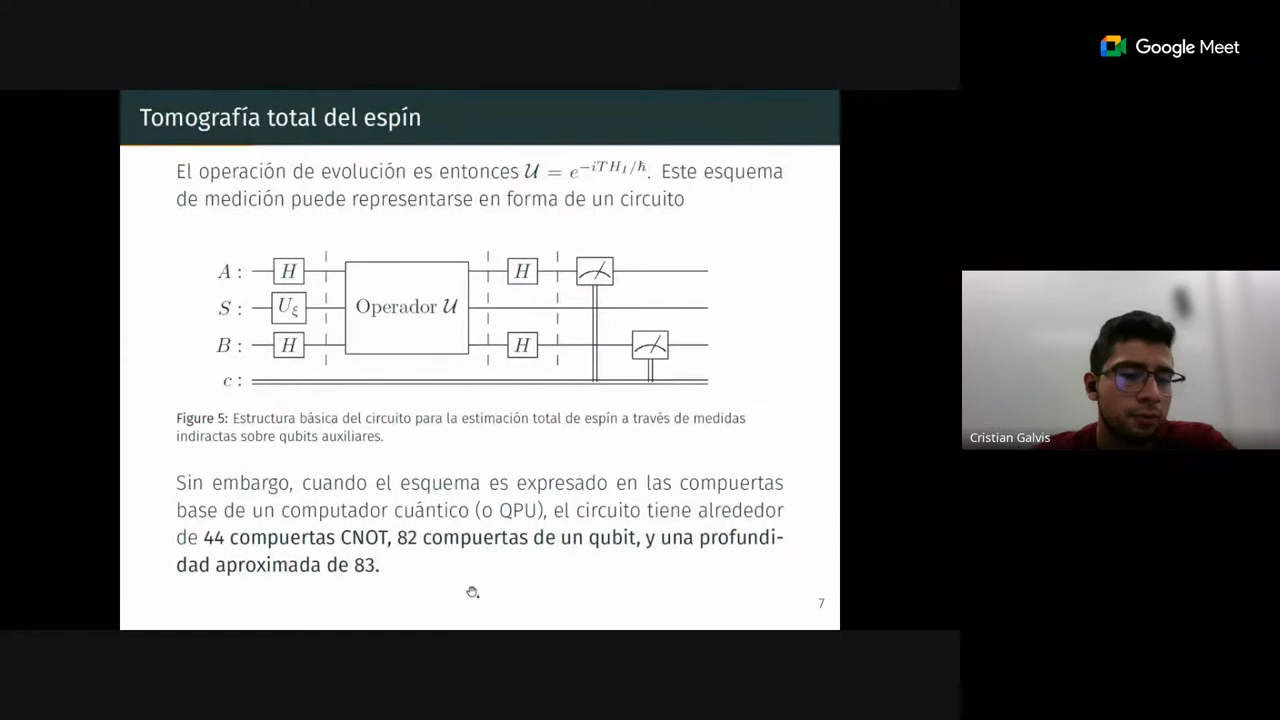 Google Meet
Tomografía total del espín
El operación de evolución es entonces 𝒰 = e^{−iTH_I/ħ}. Este esquema
de medición puede representarse en forma de un circuito
A : H H
S : U_ξ Operador 𝒰
B : H H
c :
Figure 5: Estructura básica del circuito para la estimación total de espín a través de medidas
indiractas sobre qubits auxiliares.
Sin embargo, cuando el esquema es expresado en las compuertas
base de un computador cuántico (o QPU), el circuito tiene alrededor
de 44 compuertas CNOT, 82 compuertas de un qubit, y una profundi-
dad aproximada de 83.
7
Cristian Galvis